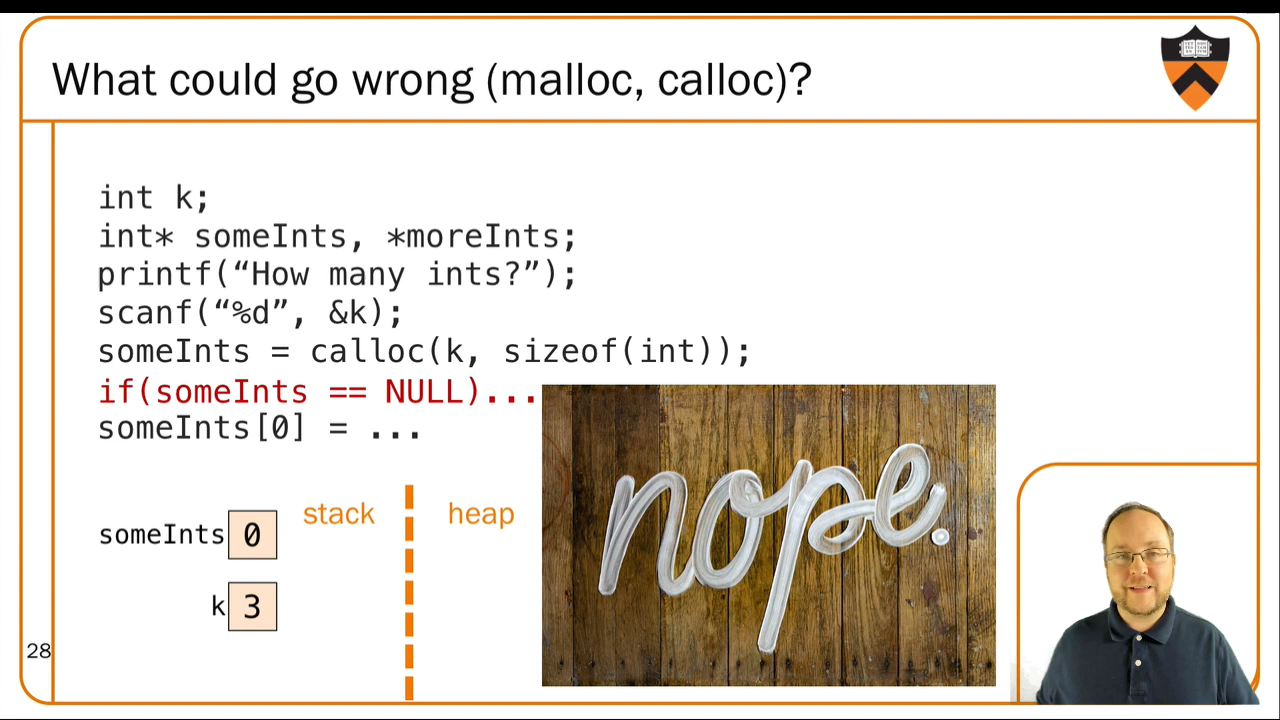 What could go wrong (malloc, calloc)?
int k;
int* someInts, *moreInts;
printf(“How many ints?”);
scanf(“%d”, &k);
someInts = calloc(k, sizeof(int));
if(someInts == NULL)...
someInts[0] = ...
nope.
stack
heap
someInts 0
k 3
28